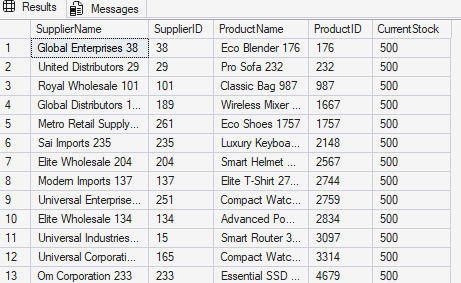 Results Messages
SupplierName SupplierID ProductName ProductID CurrentStock
1 Global Enterprises 38 38 Eco Blender 176 176 500
2 United Distributors 29 29 Pro Sofa 232 232 500
3 Royal Wholesale 101 101 Classic Bag 987 987 500
4 Global Distributors 1... 189 Wireless Mixer ... 1667 500
5 Metro Retail Supply... 261 Eco Shoes 1757 1757 500
6 Sai Imports 235 235 Luxury Keyboa... 2148 500
7 Elite Wholesale 204 204 Smart Helmet ... 2567 500
8 Modern Imports 137 137 Elite T-Shirt 27... 2744 500
9 Universal Enterprise... 251 Compact Watc... 2759 500
10 Elite Wholesale 134 134 Advanced Po... 2834 500
11 Universal Industries... 15 Smart Router 3... 3097 500
12 Universal Corporati... 165 Compact Watc... 3314 500
13 Om Corporation 233 233 Essential SSD ... 4679 500